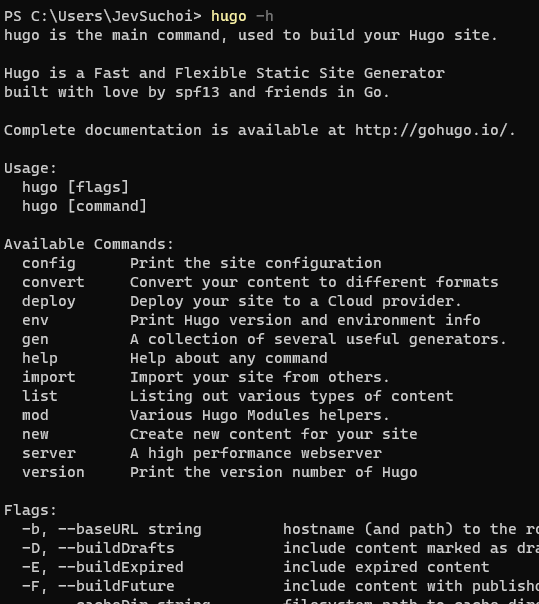 PS C:\Users\JevSuchoi> hugo -h
hugo is the main command, used to build your Hugo site.
Hugo is a Fast and Flexible Static Site Generator
built with love by spf13 and friends in Go.
Complete documentation is available at http://gohugo.io/.
Usage:
  hugo [flags]
  hugo [command]
Available Commands:
  config      Print the site configuration
  convert     Convert your content to different formats
  deploy      Deploy your site to a Cloud provider.
  env         Print Hugo version and environment info
  gen         A collection of several useful generators.
  help        Help about any command
  import      Import your site from others.
  list        Listing out various types of content
  mod         Various Hugo Modules helpers.
  new         Create new content for your site
  server      A high performance webserver
  version     Print the version number of Hugo
Flags:
  -b, --baseURL string         hostname (and path) to the
  -D, --buildDrafts            include content marked as
  -E, --buildExpired           include expired content
  -F, --buildFuture            include content with
      --cacheDir string        filesystem path to cache